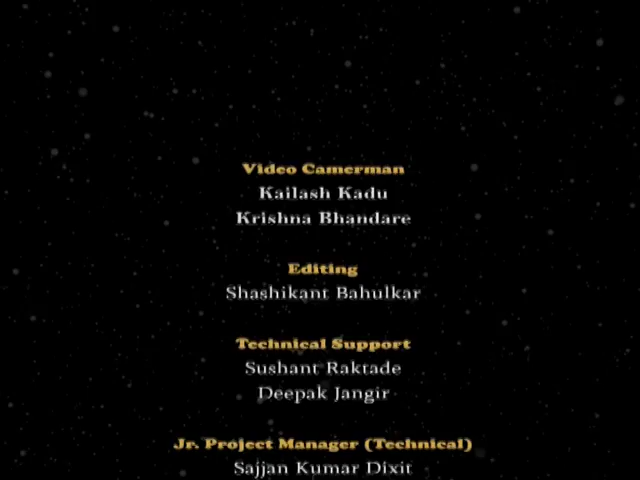 Video Camerman
Kailash Kadu
Krishna Bhandare
Editing
Shashikant Bahulkar
Technical Support
Sushant Raktade
Deepak Jangir
Jr. Project Manager (Technical)
Sajjan Kumar Dixit